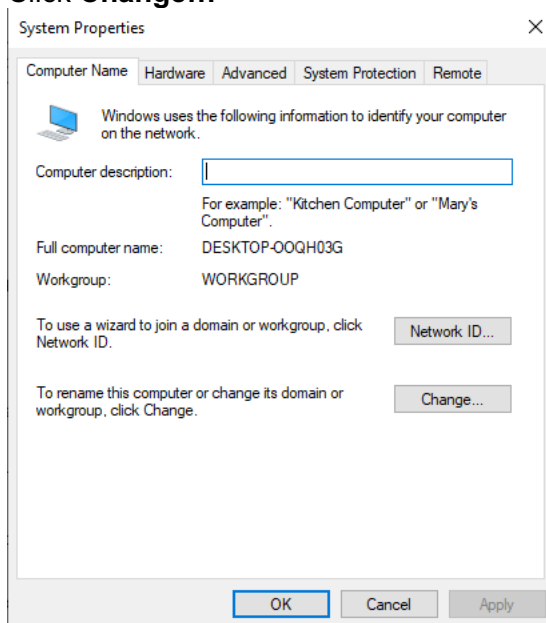 Click Change...
System Properties
Computer Name Hardware Advanced System Protection Remote
Windows uses the following information to identify your computer
on the network.
Computer description:
For example: "Kitchen Computer" or "Mary's
Computer".
Full computer name: DESKTOP-OOQH03G
Workgroup: WORKGROUP
To use a wizard to join a domain or workgroup, click
Network ID.
Network ID...
To rename this computer or change its domain or
workgroup, click Change.
Change...
OK Cancel Apply